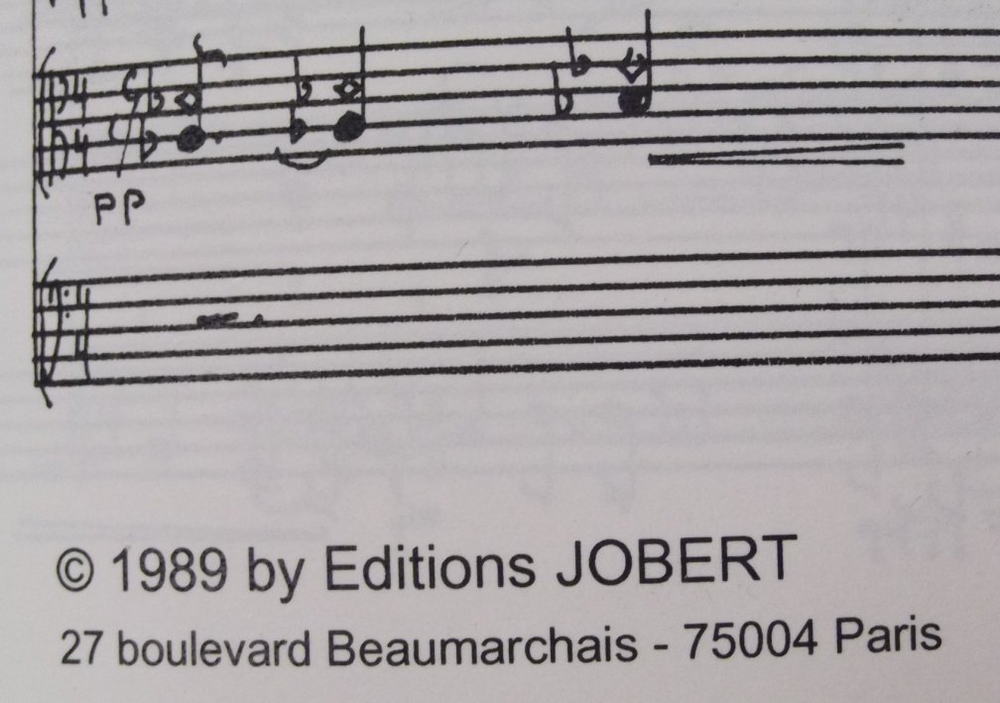 pp
© 1989 by Editions JOBERT
27 boulevard Beaumarchais - 75004 Paris